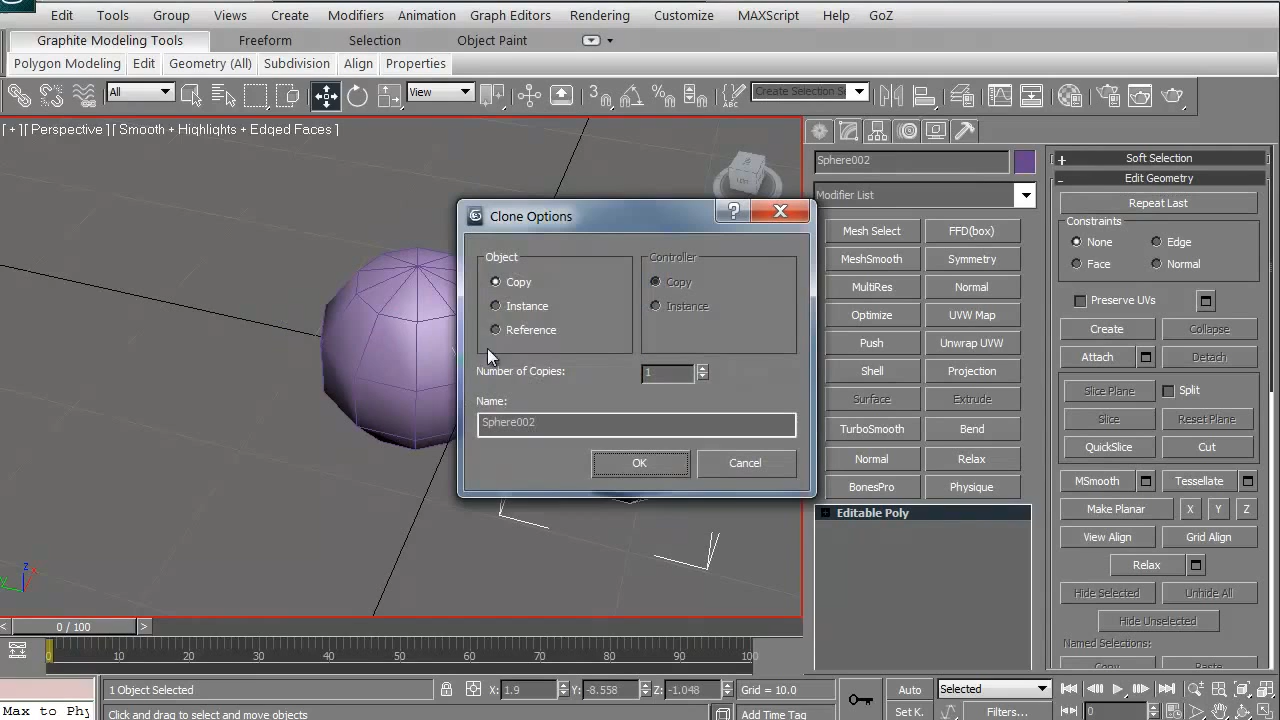 Tools Group Views Create Modifiers Animation Graph Editors Rendering Customize MAXScript Help GoZ
Graphite Modeling Tools Freeform Selection Object Paint
Polygon Modeling Edit Geometry (All) Subdivision Align Properties
All View Create Selection Se
[ + ] [ Perspective ] [ Smooth + Highlights + Edged Faces ]
Sphere002
Modifier List
Mesh Select FFD(box)
MeshSmooth Symmetry
MultiRes Normal
Optimize UVW Map
Push Unwrap UVW
Shell Projection
Surface Extrude
TurboSmooth Bend
Normal Relax
BonesPro Physique
Editable Poly
+ Soft Selection
- Edit Geometry
Repeat Last
Constraints
None Edge
Face Normal
Preserve UVs
Create Collapse
Attach Detach
Slice Plane Split
Slice Reset Plane
QuickSlice Cut
MSmooth Tessellate
Make Planar X Y Z
View Align Grid Align
Relax
Hide Selected Unhide All
Hide Unselected
Named Selections:
Copy Paste
Clone Options
Object Controller
Copy Copy
Instance Instance
Reference
Number of Copies: 1
Name:
Sphere002
OK Cancel
z
x
y
< 0 / 100 >
0 10 20 30 40 50 60 70 80 90 100
1 Object Selected X: 1.9 Y: -8.558 Z: -1.048 Grid = 10.0 Auto Selected
Max to Phy Click and drag to select and move objects Add Time Tag Set K. Filters... 0